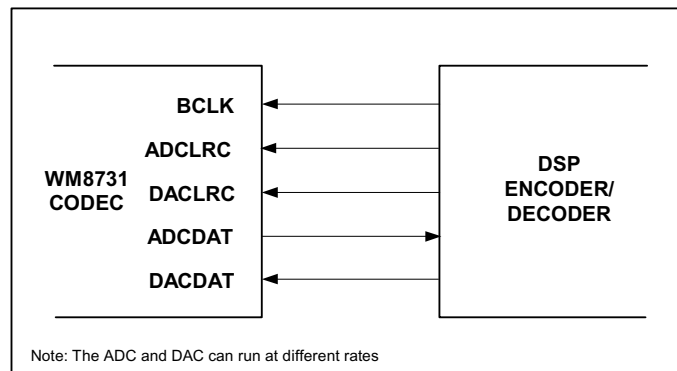 BCLK
ADCLRC
WM8731
CODEC
DACLRC
ADCDAT
DACDAT
DSP
ENCODER/
DECODER
Note: The ADC and DAC can run at different rates